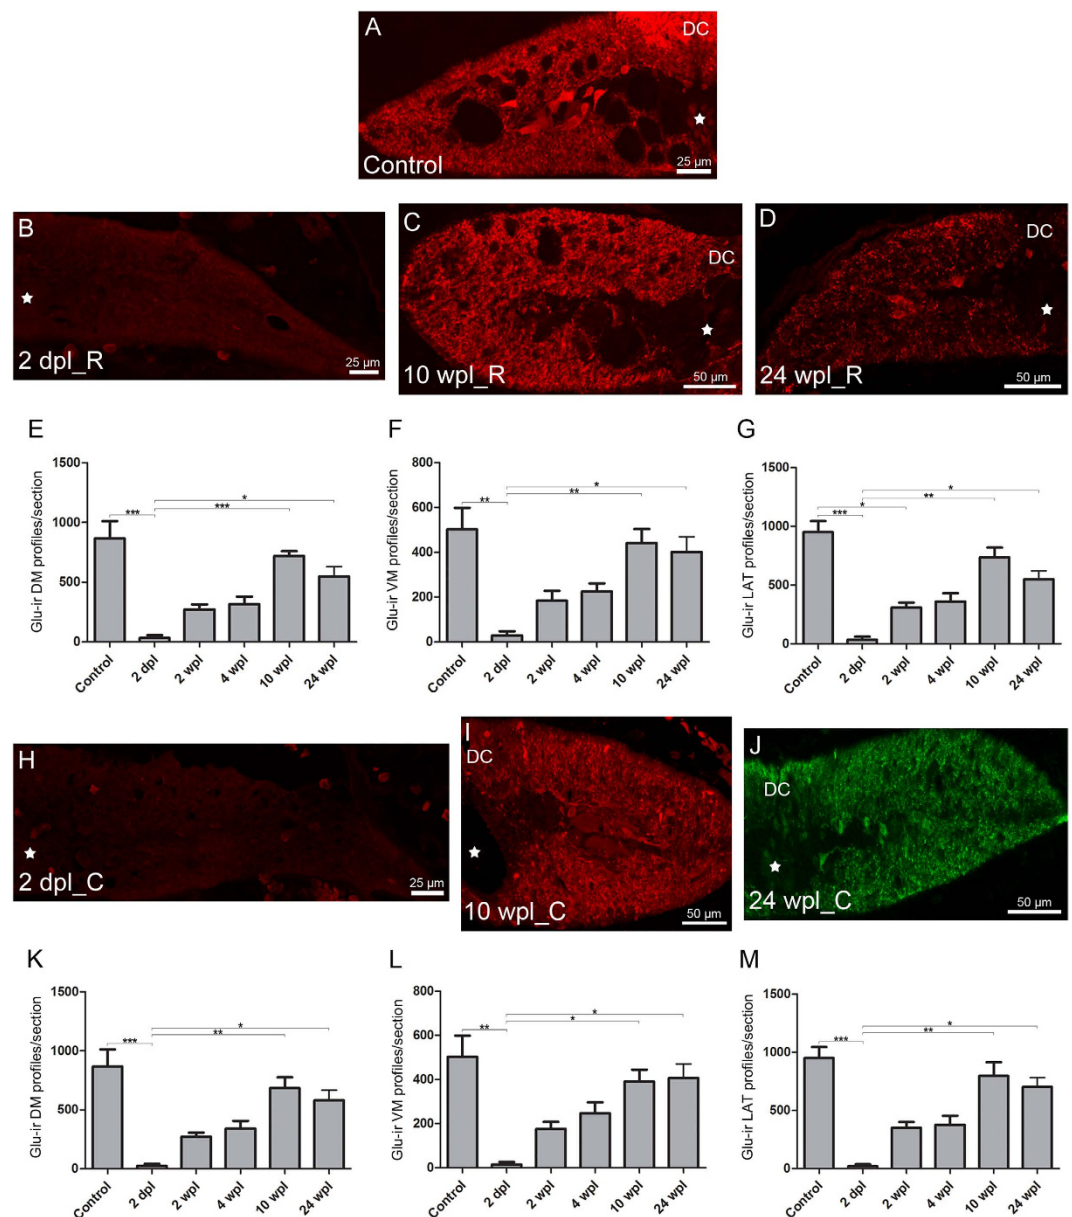 A
DC
Control
25 µm
B
2 dpl_R
25 µm
C
DC
10 wpl_R
50 µm
D
DC
24 wpl_R
50 µm
E
Glu-ir DM profiles/section
1500
1000
500
0
***
***
*
Control
2 dpl
2 wpl
4 wpl
10 wpl
24 wpl
F
Glu-ir VM profiles/section
800
600
400
200
0
**
**
*
Control
2 dpl
2 wpl
4 wpl
10 wpl
24 wpl
G
Glu-ir LAT profiles/section
1500
1000
500
0
***
*
**
*
Control
2 dpl
2 wpl
4 wpl
10 wpl
24 wpl
H
2 dpl_C
25 µm
I
DC
10 wpl_C
50 µm
J
DC
24 wpl_C
50 µm
K
Glu-ir DM profiles/section
1500
1000
500
0
***
**
*
Control
2 dpl
2 wpl
4 wpl
10 wpl
24 wpl
L
Glu-ir VM profiles/section
800
600
400
200
0
**
*
*
Control
2 dpl
2 wpl
4 wpl
10 wpl
24 wpl
M
Glu-ir LAT profiles/section
1500
1000
500
0
***
**
*
Control
2 dpl
2 wpl
4 wpl
10 wpl
24 wpl